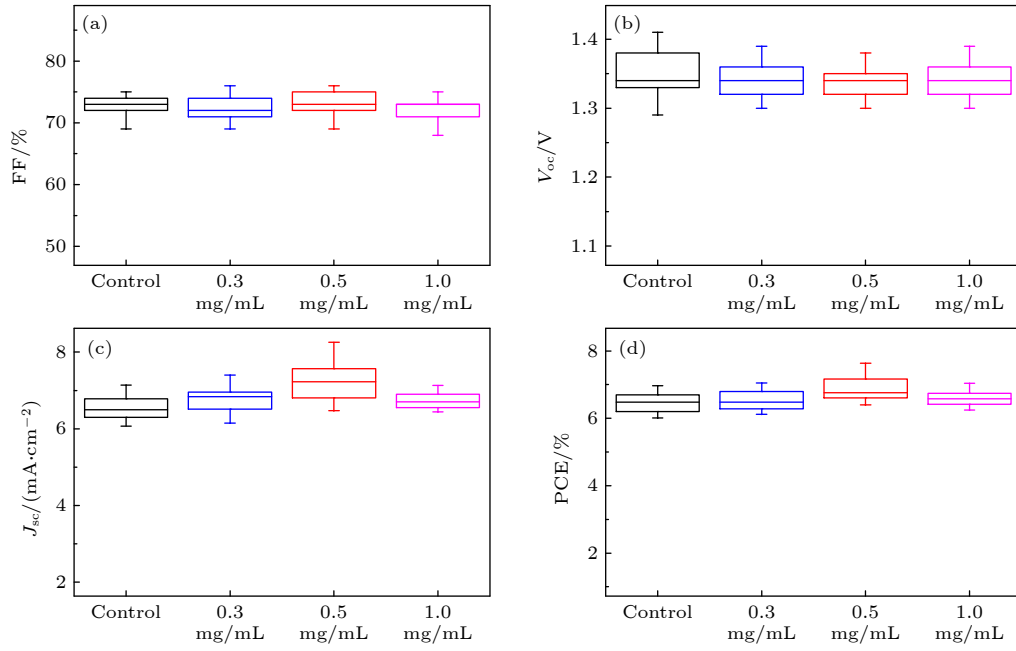 (a)
FF/%
80
70
60
50
Control
0.3
mg/mL
0.5
mg/mL
1.0
mg/mL
(b)
V_oc/V
1.4
1.3
1.2
1.1
Control
0.3
mg/mL
0.5
mg/mL
1.0
mg/mL
(c)
J_sc/(mA·cm⁻²)
8
6
4
2
Control
0.3
mg/mL
0.5
mg/mL
1.0
mg/mL
(d)
PCE/%
8
6
4
2
Control
0.3
mg/mL
0.5
mg/mL
1.0
mg/mL